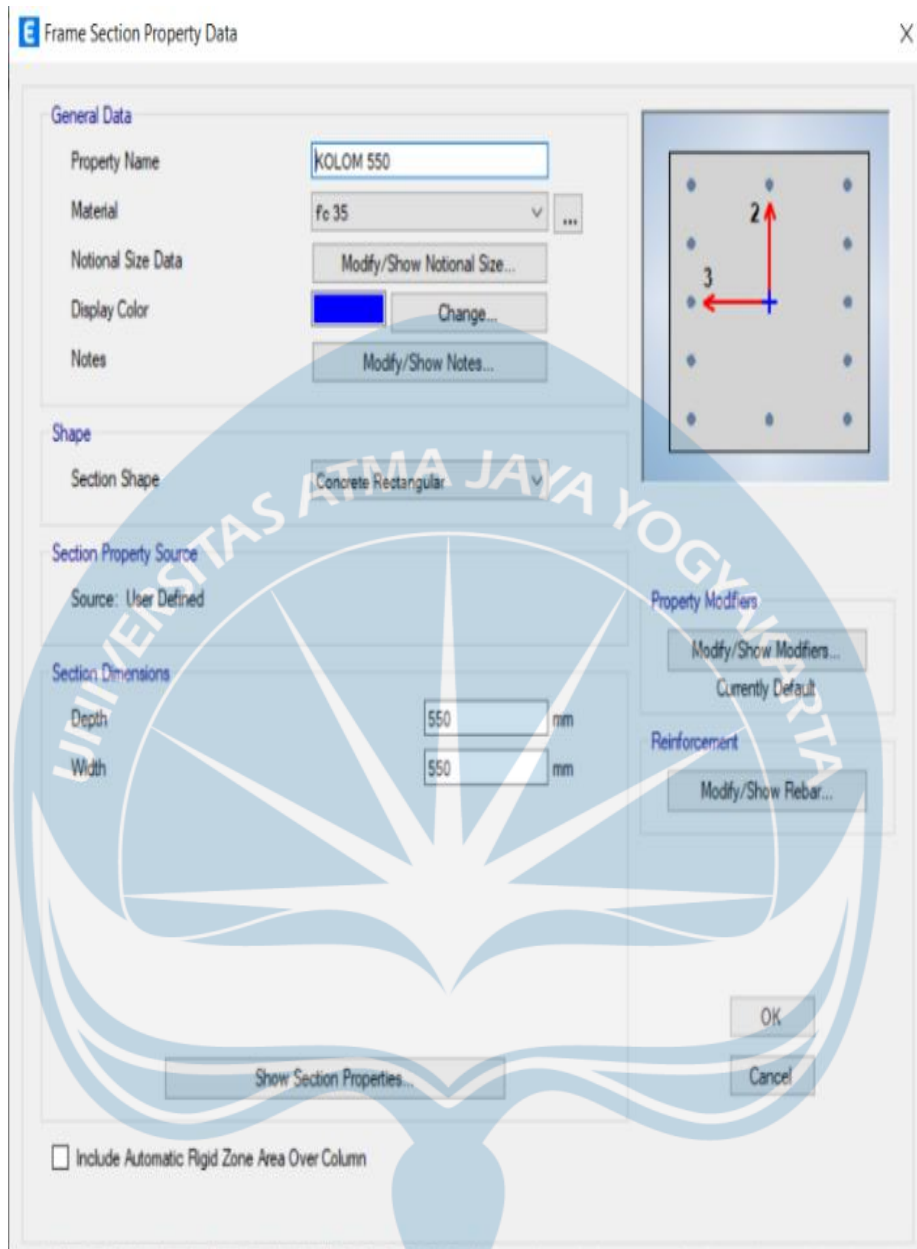 E Frame Section Property Data X
General Data
Property Name KOLOM 550
Material f'c 35 ...
Notional Size Data Modify/Show Notional Size...
Display Color Change...
Notes Modify/Show Notes...
2
3
Shape
Section Shape Concrete Rectangular
Section Property Source
Source: User Defined
Property Modifiers
Modify/Show Modifiers...
Currently Default
Section Dimensions
Depth 550 mm
Width 550 mm
Reinforcement
Modify/Show Rebar...
OK
Show Section Properties...
Cancel
Include Automatic Rigid Zone Area Over Column
UNIVERSITAS ATMA JAYA YOGYAKARTA